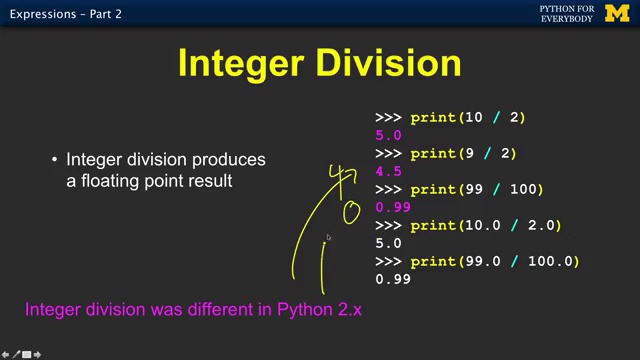 Expressions – Part 2
PYTHON FOR
EVERYBODY
M
Integer Division
• Integer division produces
a floating point result
>>> print(10 / 2)
5.0
>>> print(9 / 2)
4.5
>>> print(99 / 100)
0.99
>>> print(10.0 / 2.0)
5.0
>>> print(99.0 / 100.0)
0.99
4
0
Integer division was different in Python 2.x